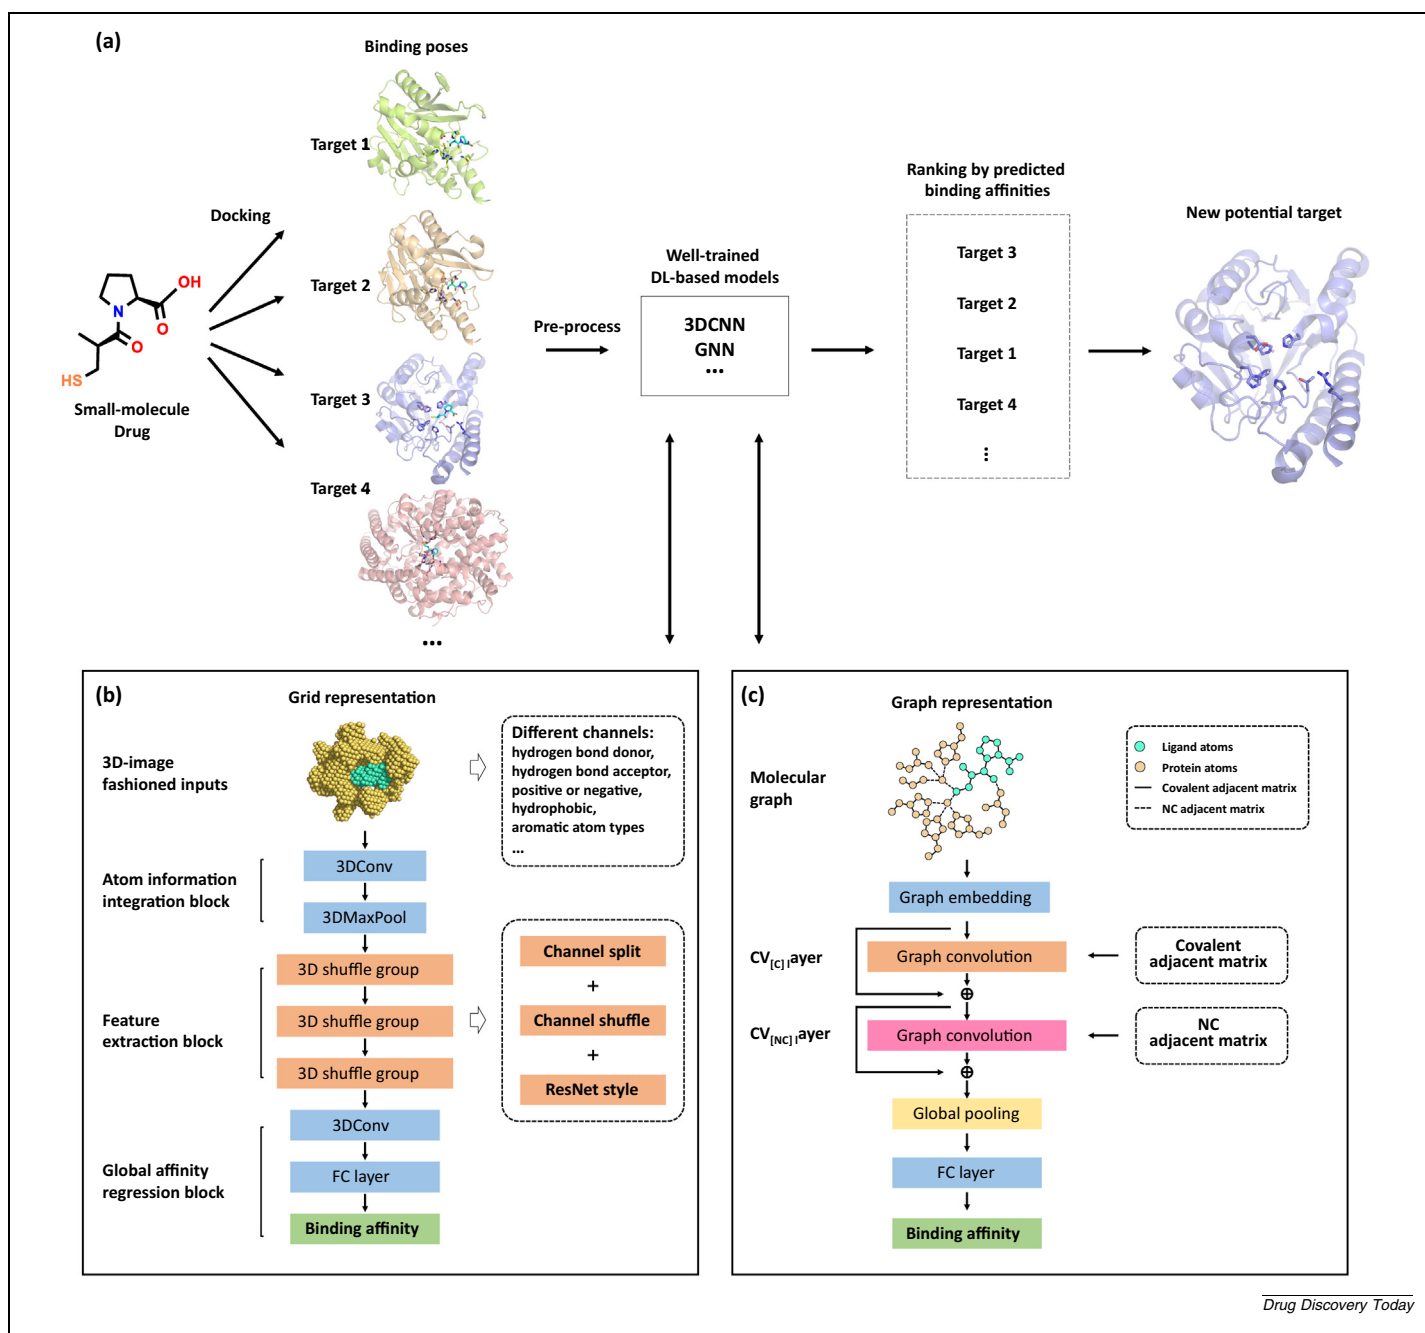 (a)
Binding poses
Target 1
Docking
Target 2
Target 3
Target 4
...
OH
N
O
O
HS
Small-molecule
Drug
Pre-process
Well-trained
DL-based models
3DCNN
GNN
...
Ranking by predicted
binding affinities
Target 3
Target 2
Target 1
Target 4
...
New potential target
(b)
Grid representation
3D-image
fashioned inputs
Different channels:
hydrogen bond donor,
hydrogen bond acceptor,
positive or negative,
hydrophobic,
aromatic atom types
...
Atom information
integration block
3DConv
3DMaxPool
Feature
extraction block
3D shuffle group
3D shuffle group
3D shuffle group
Channel split
+
Channel shuffle
+
ResNet style
Global affinity
regression block
3DConv
FC layer
Binding affinity
(c)
Graph representation
Molecular
graph
Ligand atoms
Protein atoms
Covalent adjacent matrix
NC adjacent matrix
Graph embedding
CV[C] layer
Graph convolution
Covalent
adjacent matrix
CV[NC] layer
Graph convolution
NC
adjacent matrix
Global pooling
FC layer
Binding affinity
Drug Discovery Today